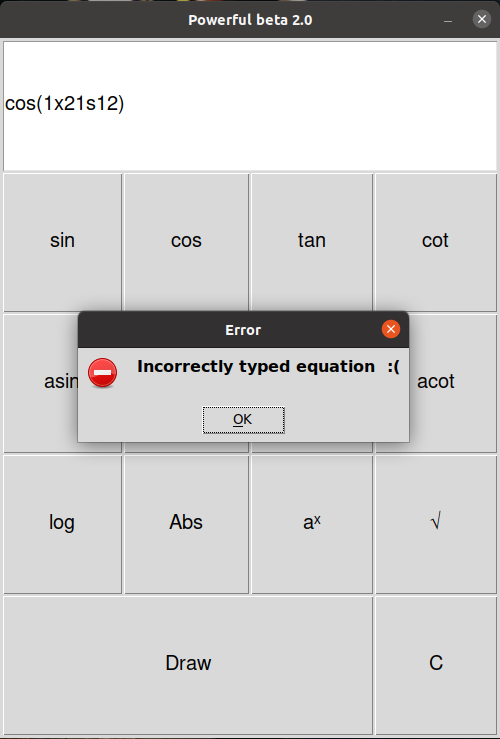 Powerful beta 2.0
cos(1x21s12)
sin
cos
tan
cot
Error
Incorrectly typed equation :(
OK
asin
acot
log
Abs
aˣ
√
Draw
C